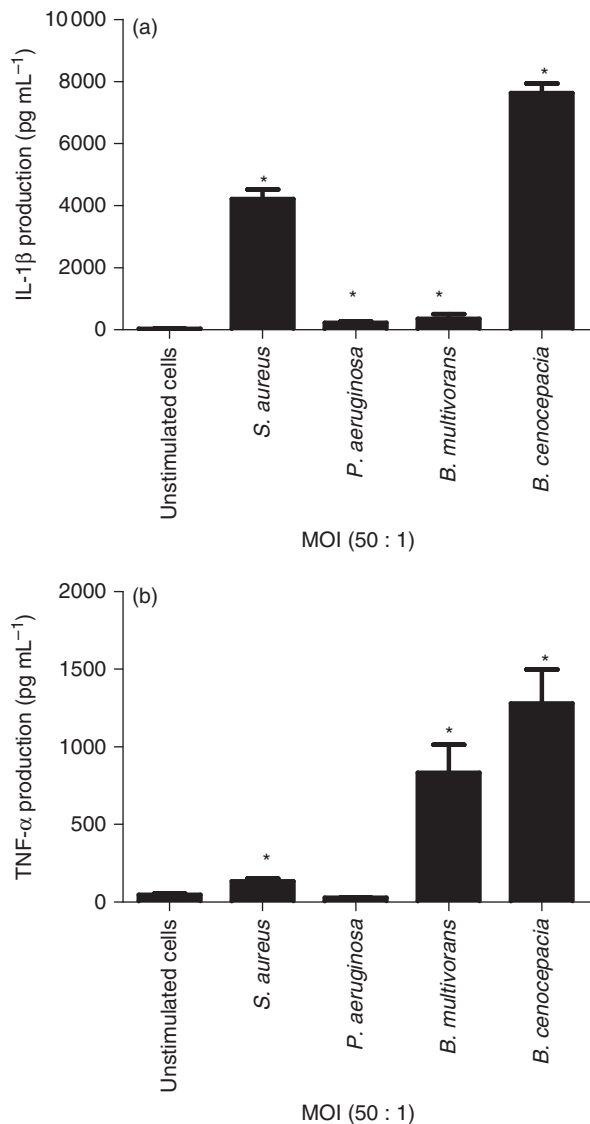 (a)
10 000
8000
6000
4000
2000
0
IL-1β production (pg mL⁻¹)
*
*
*
*
Unstimulated cells
S. aureus
P. aeruginosa
B. multivorans
B. cenocepacia
MOI (50 : 1)
(b)
2000
1500
1000
500
0
TNF-α production (pg mL⁻¹)
*
*
*
Unstimulated cells
S. aureus
P. aeruginosa
B. multivorans
B. cenocepacia
MOI (50 : 1)